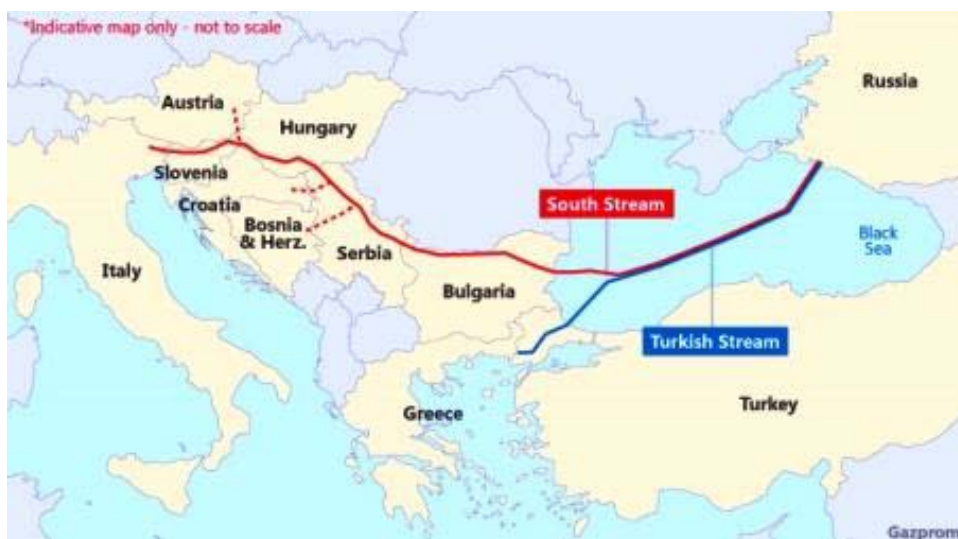 *Indicative map only - not to scale
Russia
Austria
Hungary
Slovenia
South Stream
Croatia
Bosnia
& Herz.
Black
Sea
Serbia
Italy
Bulgaria
Turkish Stream
Turkey
Greece
Gazprom